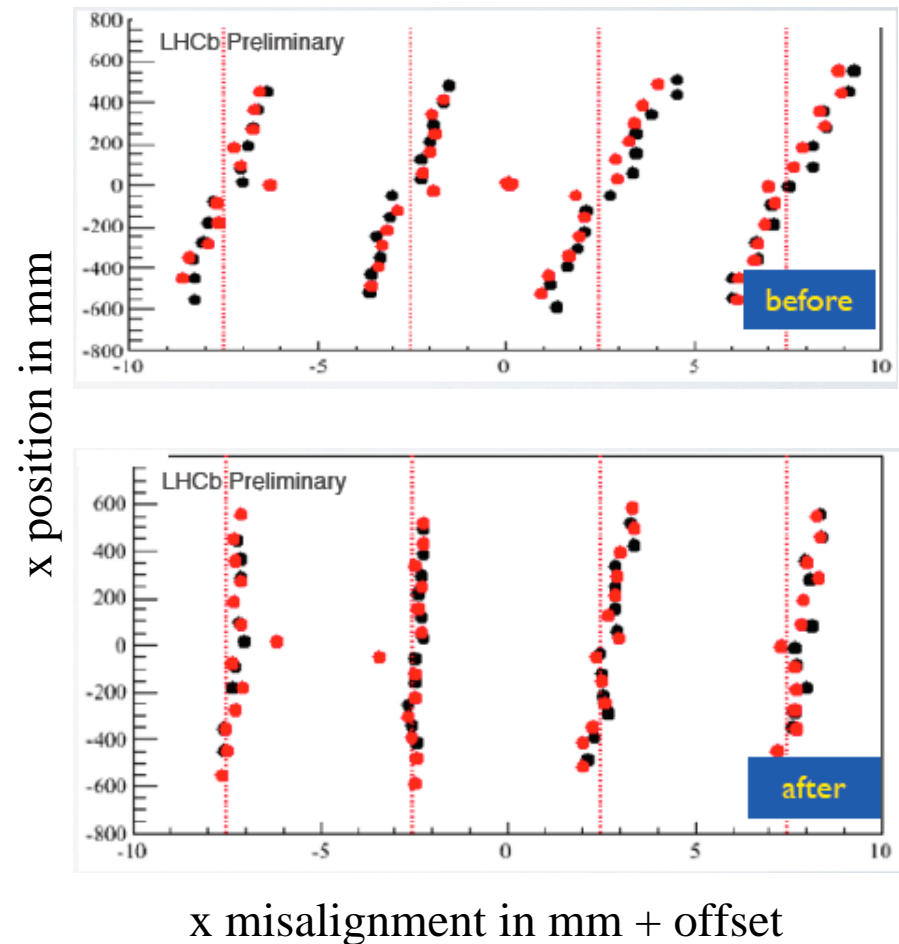 x position in mm
800
LHCb Preliminary
600
400
200
0
-200
-400
-600
-800
before
-10 -5 0 5 10
LHCb Preliminary
600
400
200
0
-200
-400
-600
-800
after
-10 -5 0 5 10
x misalignment in mm + offset